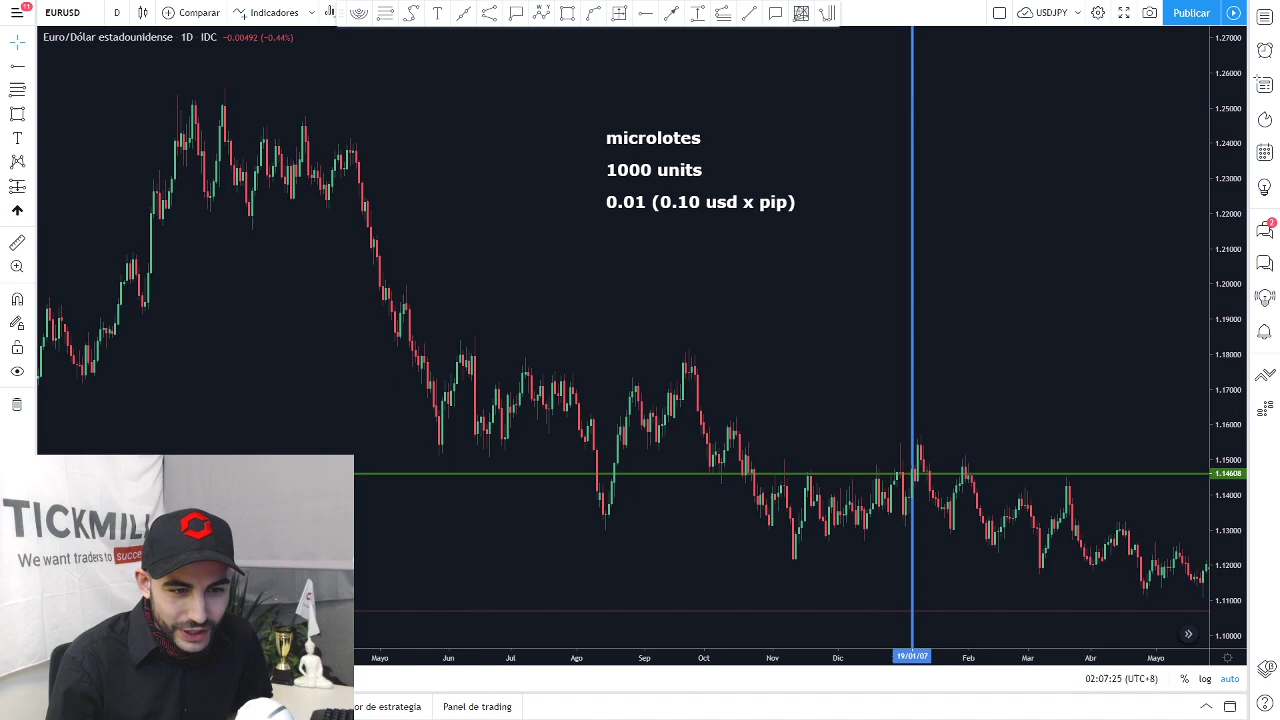 11
EURUSD
D
Comparar
Indicadores
USDJPY
Publicar
Euro/Dólar estadounidense · 1D · IDC −0.00492 (−0.44%)
microlotes
1000 units
0.01 (0.10 usd x pip)
1.27000
1.26000
1.25000
1.24000
1.23000
1.22000
1.21000
1.20000
1.19000
1.18000
1.17000
1.16000
1.15000
1.14608
1.14000
1.13000
1.12000
1.11000
1.10000
2
TICKMILL
We want traders to succe
Mayo Jun Jul Ago Sep Oct Nov Dic 19/01/07 Feb Mar Abr Mayo
02:07:25 (UTC+8) % log auto
or de estrategia Panel de trading